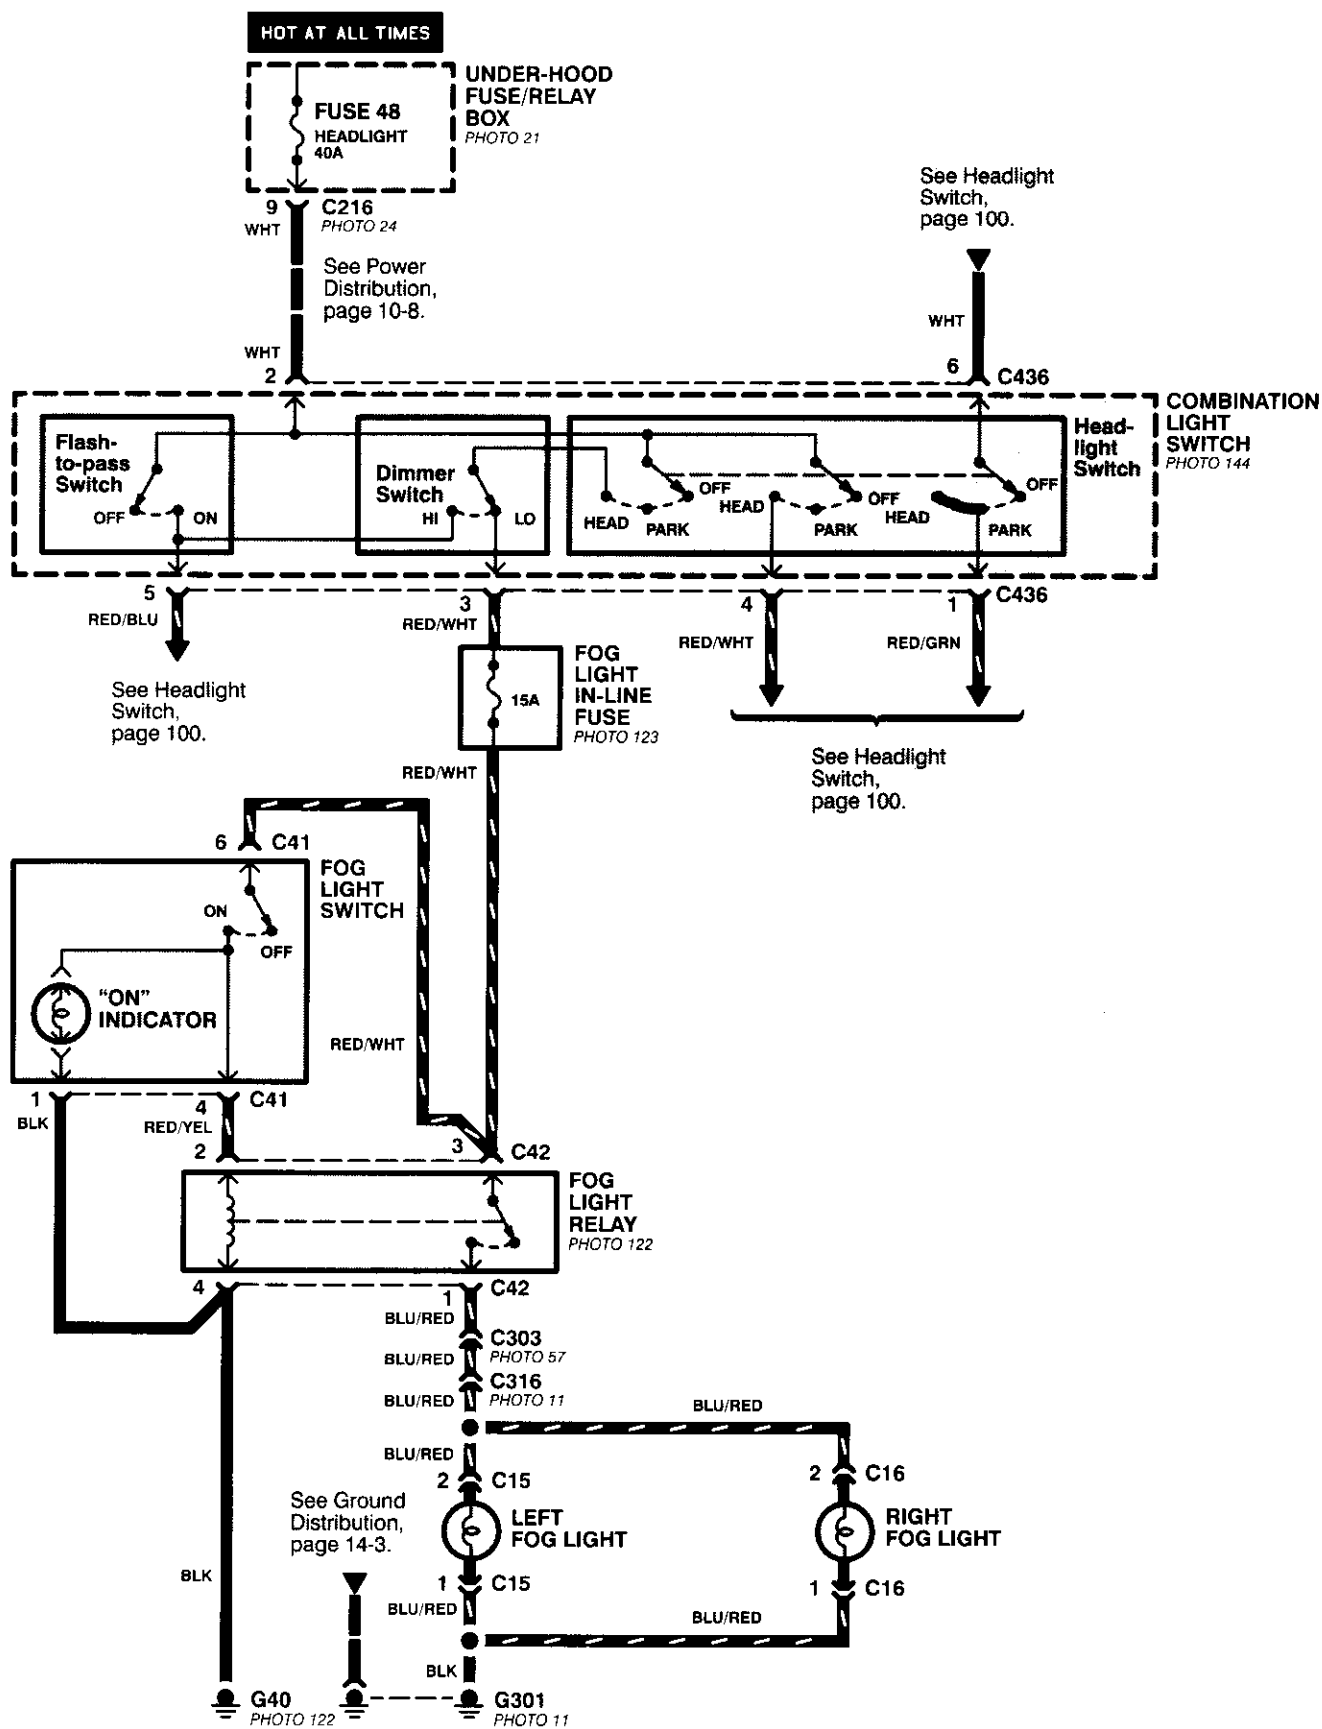 HOT AT ALL TIMES
UNDER-HOOD
FUSE/RELAY
BOX
PHOTO 21
FUSE 48
HEADLIGHT
40A
9
C216
PHOTO 24
WHT
See Power
Distribution,
page 10-8.
See Headlight
Switch,
page 100.
WHT
WHT
2
6
C436
COMBINATION
LIGHT
SWITCH
PHOTO 144
Flash-
to-pass
Switch
OFF
ON
Dimmer
Switch
HI
LO
Head-
light
Switch
OFF
HEAD
PARK
OFF
HEAD
PARK
OFF
HEAD
PARK
5
3
4
1
C436
RED/BLU
RED/WHT
RED/WHT
RED/GRN
See Headlight
Switch,
page 100.
15A
FOG
LIGHT
IN-LINE
FUSE
PHOTO 123
See Headlight
Switch,
page 100.
RED/WHT
6
C41
FOG
LIGHT
SWITCH
ON
OFF
"ON"
INDICATOR
RED/WHT
1
4
C41
BLK
RED/YEL
2
3
C42
FOG
LIGHT
RELAY
PHOTO 122
4
1
C42
BLU/RED
C303
PHOTO 57
BLU/RED
C316
PHOTO 11
BLU/RED
BLU/RED
BLU/RED
2
C15
2
C16
LEFT
FOG LIGHT
RIGHT
FOG LIGHT
See Ground
Distribution,
page 14-3.
1
C15
1
C16
BLK
BLU/RED
BLU/RED
BLK
G40
PHOTO 122
G301
PHOTO 11